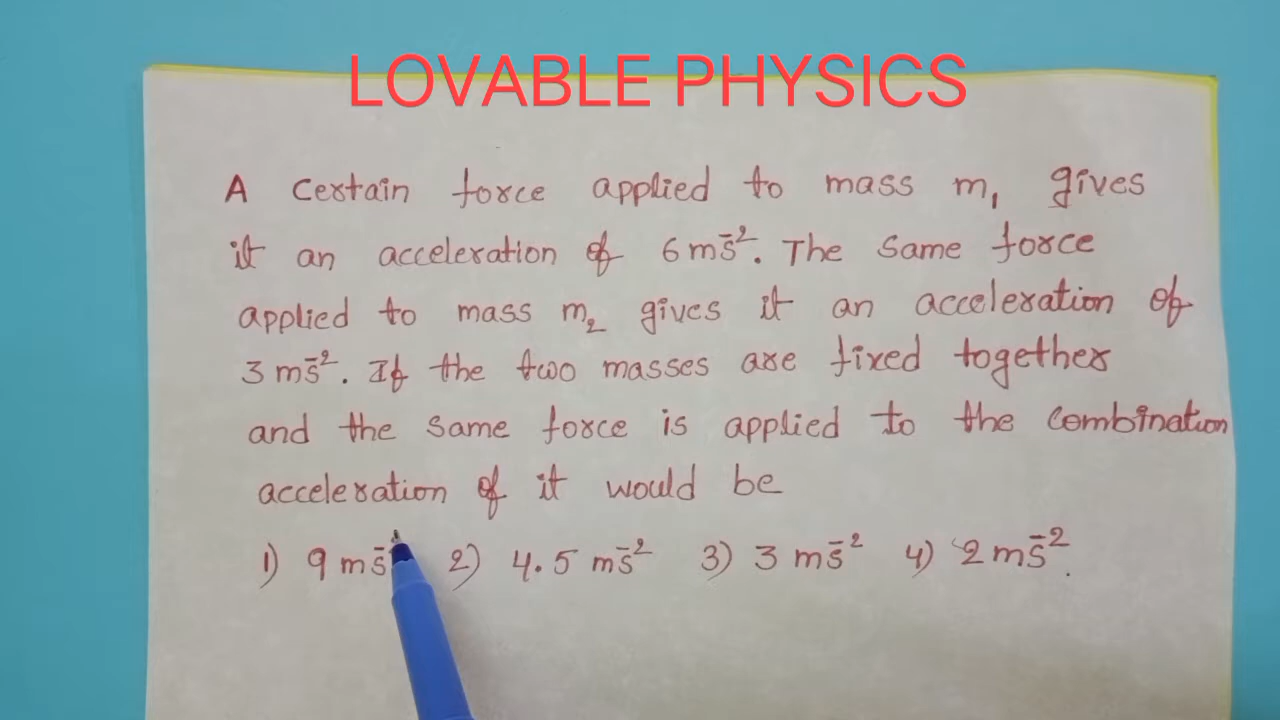 LOVABLE PHYSICS
A certain force applied to mass m₁ gives
it an acceleration of 6 ms⁻². The same force
applied to mass m₂ gives it an acceleration of
3 ms⁻². If the two masses are fixed together
and the same force is applied to the combination
acceleration of it would be
1) 9 ms⁻² 2) 4.5 ms⁻² 3) 3 ms⁻² 4) 2 ms⁻².